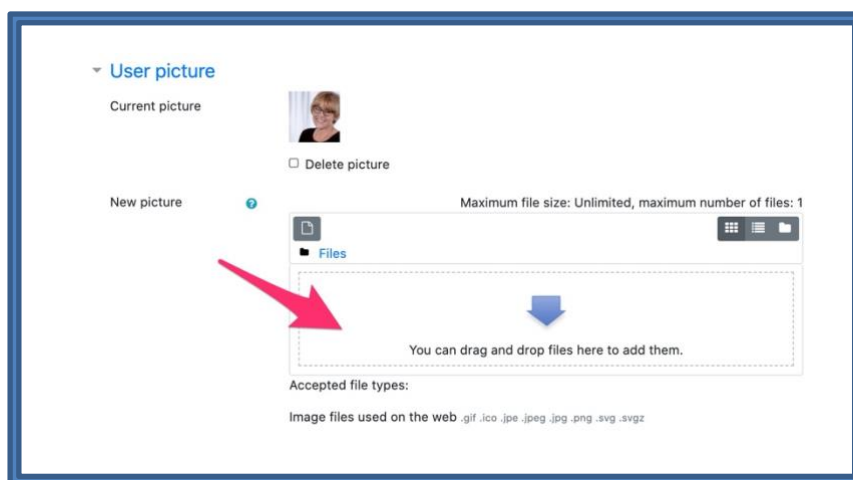 User picture
Current picture
Delete picture
New picture
Maximum file size: Unlimited, maximum number of files: 1
Files
You can drag and drop files here to add them.
Accepted file types:
Image files used on the web .gif .ico .jpe .jpeg .jpg .png .svg .svgz